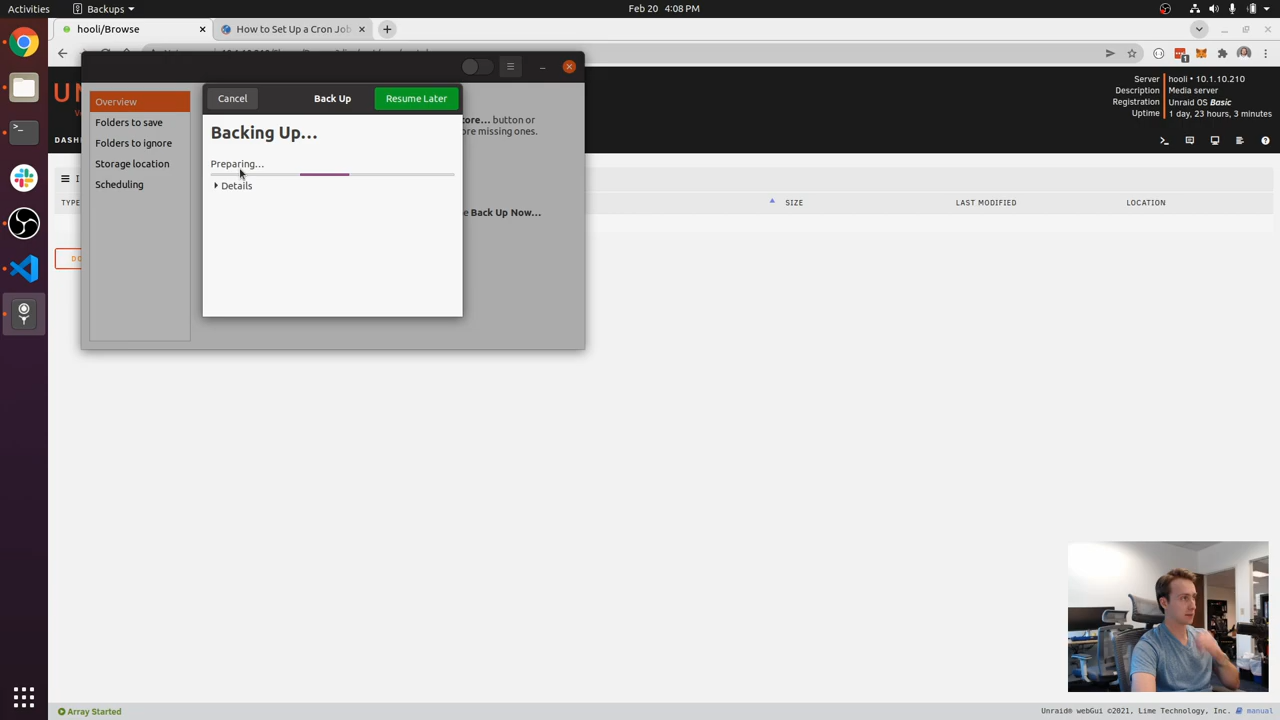 Activities
Backups
Feb 20 4:08 PM
hooli/Browse
How to Set Up a Cron Job
Server hooli • 10.1.10.210
Description Media server
Registration Unraid OS Basic
Uptime 1 day, 23 hours, 3 minutes
UN
DASH
TYPE
SIZE
LAST MODIFIED
LOCATION
Overview
Folders to save
Folders to ignore
Storage location
Scheduling
tore… button or
ore missing ones.
e Back Up Now…
Cancel
Back Up
Resume Later
Backing Up…
Preparing…
Details
Array Started
Unraid® webGui ©2021, Lime Technology, Inc. manual